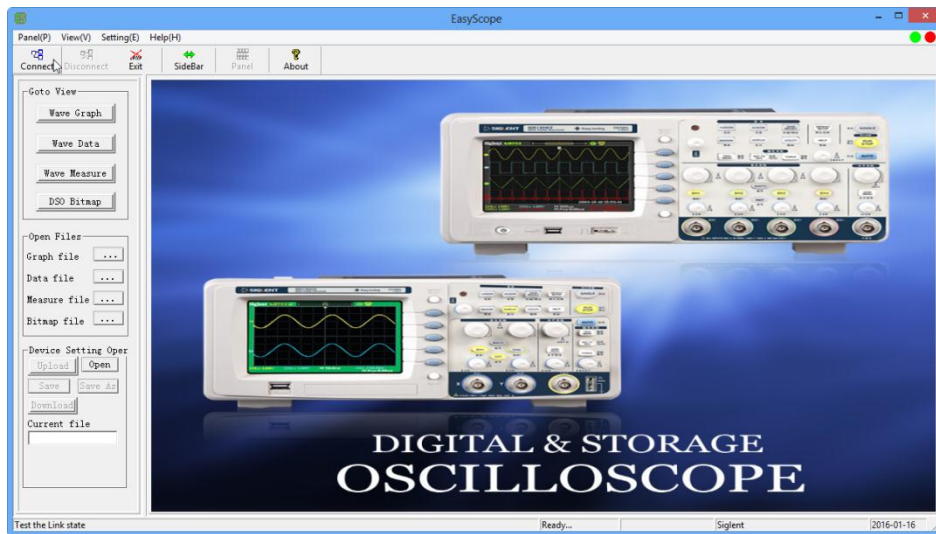 EasyScope
Panel(P) View(V) Setting(E) Help(H)
Connect Disconnect Exit SideBar Panel About
Goto View
Wave Graph
Wave Data
Wave Measure
DSO Bitmap
Open Files
Graph file ...
Data file ...
Measure file ...
Bitmap file ...
Device Setting Oper
Upload Open
Save Save As
Download
Current file
SIGLENT
SIGLENT
DIGITAL & STORAGE
OSCILLOSCOPE
Test the Link state Ready... Siglent 2016-01-16